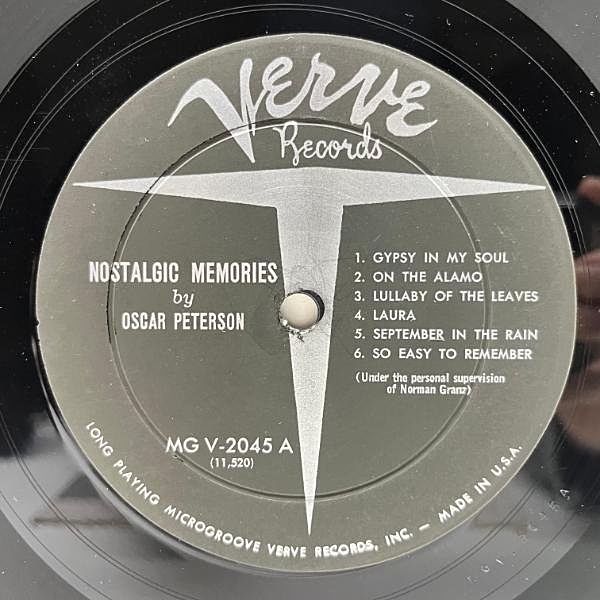 Verve
Records
NOSTALGIC MEMORIES
by
OSCAR PETERSON
1. GYPSY IN MY SOUL
2. ON THE ALAMO
3. LULLABY OF THE LEAVES
4. LAURA
5. SEPTEMBER IN THE RAIN
6. SO EASY TO REMEMBER
(Under the personal supervision
of Norman Granz)
MG V-2045 A
(11,520)
LONG PLAYING MICROGROOVE VERVE RECORDS, INC. — MADE IN U.S.A.